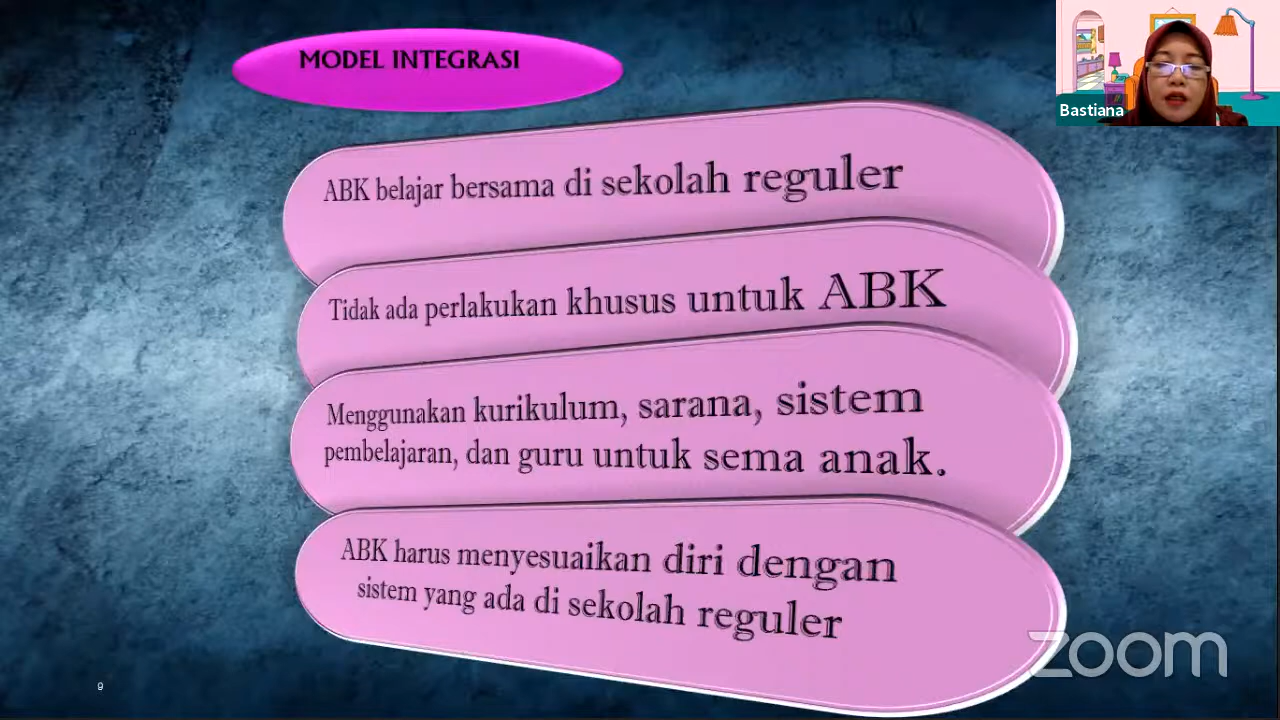 MODEL INTEGRASI
Bastiana
ABK belajar bersama di sekolah reguler
Tidak ada perlakukan khusus untuk ABK
Menggunakan kurikulum, sarana, sistem
pembelajaran, dan guru untuk sema anak.
ABK harus menyesuaikan diri dengan
sistem yang ada di sekolah reguler
zoom
9